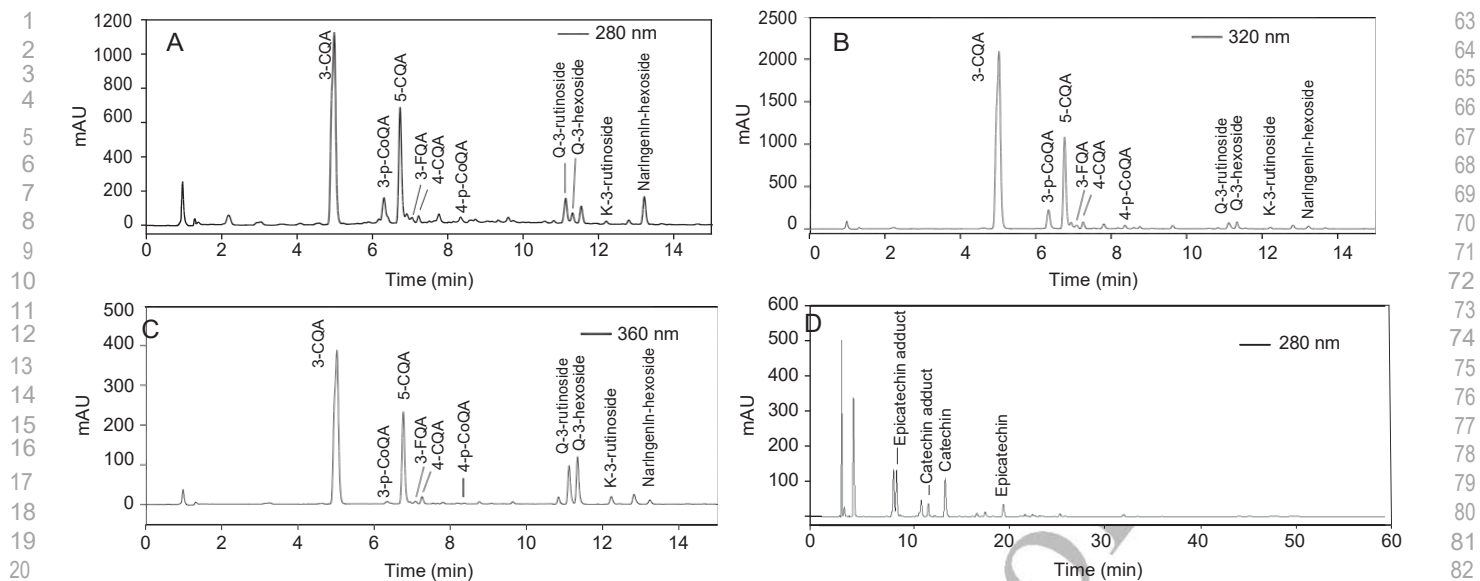 1
2
3
4
5
6
7
8
9
10
11
12
13
14
15
16
17
18
19
20
A
280 nm
mAU
1200
1000
800
600
400
200
0
3-CQA
3-p-CoQA
5-CQA
3-FQA
4-CQA
4-p-CoQA
Q-3-rutinoside
Q-3-hexoside
K-3-rutinoside
NarIngenIn-hexoside
0 2 4 6 8 10 12 14
Time (min)
B
320 nm
mAU
2500
2000
1500
1000
500
0
3-CQA
3-p-CoQA
5-CQA
3-FQA
4-CQA
4-p-CoQA
Q-3-rutinoside
Q-3-hexoside
K-3-rutinoside
NarIngenIn-hexoside
0 2 4 6 8 10 12 14
Time (min)
C
360 nm
mAU
500
400
300
200
100
0
3-CQA
3-p-CoQA
5-CQA
3-FQA
4-CQA
4-p-CoQA
Q-3-rutinoside
Q-3-hexoside
K-3-rutinoside
NarIngenIn-hexoside
0 2 4 6 8 10 12 14
Time (min)
D
280 nm
mAU
600
500
400
300
200
100
Epicatechin adduct
Catechin adduct
Catechin
Epicatechin
0 10 20 30 40 50 60
Time (min)
63
64
65
66
67
68
69
70
71
72
73
74
75
76
77
78
79
80
81
82